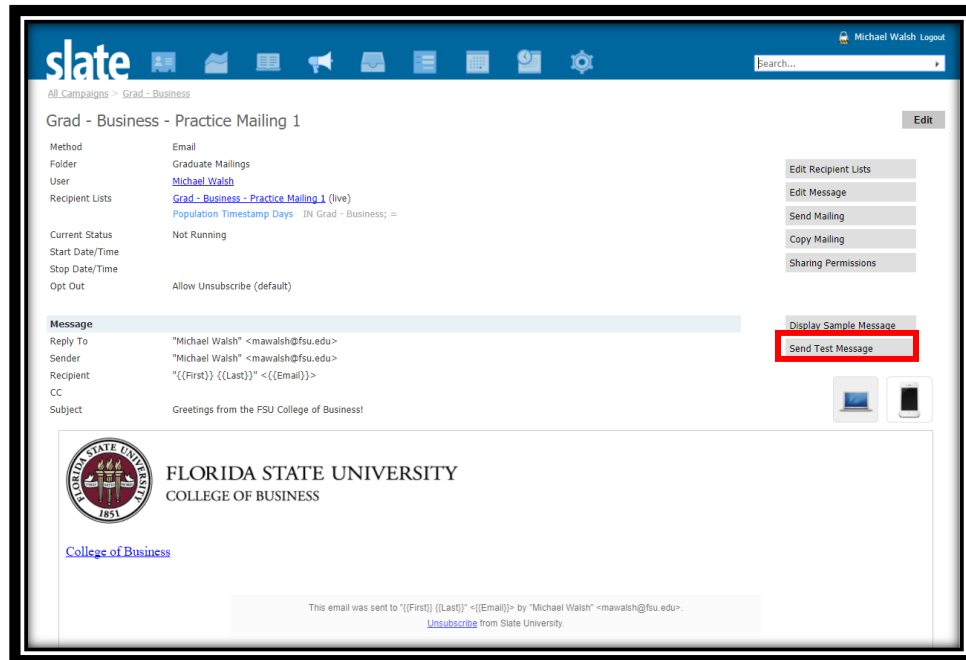 slate
Michael Walsh Logout
Search...
All Campaigns > Grad - Business
Grad - Business - Practice Mailing 1
Edit
Method Email
Folder Graduate Mailings
User Michael Walsh
Recipient Lists Grad - Business - Practice Mailing 1 (live)
Population Timestamp Days IN Grad - Business; =
Current Status Not Running
Start Date/Time
Stop Date/Time
Opt Out Allow Unsubscribe (default)
Edit Recipient Lists
Edit Message
Send Mailing
Copy Mailing
Sharing Permissions
Message
Reply To "Michael Walsh" <mawalsh@fsu.edu>
Sender "Michael Walsh" <mawalsh@fsu.edu>
Recipient "{{First}} {{Last}}" <{{Email}}>
CC
Subject Greetings from the FSU College of Business!
Display Sample Message
Send Test Message
FLORIDA STATE UNIVERSITY
COLLEGE OF BUSINESS
1851
College of Business
This email was sent to "{{First}} {{Last}}" <{{Email}}> by "Michael Walsh" <mawalsh@fsu.edu>.
Unsubscribe from Slate University.